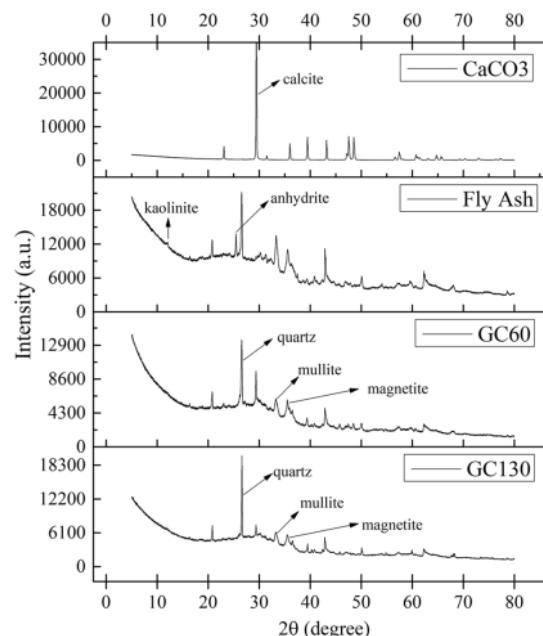 0 10 20 30 40 50 60 70 80
30000
20000
10000
0
calcite
CaCO3
18000
12000
6000
0
kaolinite
anhydrite
Fly Ash
12900
8600
4300
0
quartz
mullite
magnetite
GC60
18300
12200
6100
0
quartz
mullite
magnetite
GC130
0 10 20 30 40 50 60 70 80
2θ (degree)
Intensity (a.u.)